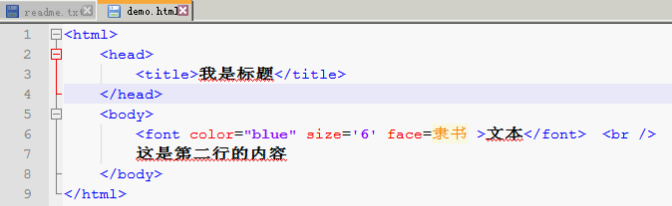 readme.txt demo.html
1 <html>
2 <head>
3 <title>我是标题</title>
4 </head>
5 <body>
6 <font color="blue" size='6' face=隶书 >文本</font> <br />
7 这是第二行的内容
8 </body>
9 </html>